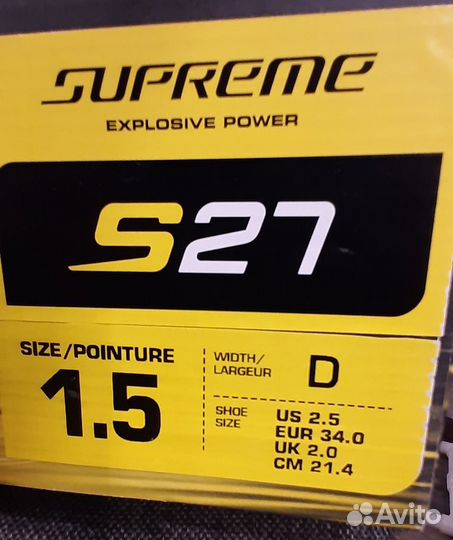 SUPREME
EXPLOSIVE POWER
S27
SIZE/POINTURE
1.5
WIDTH/
LARGEUR
D
SHOE
SIZE
US 2.5
EUR 34.0
UK 2.0
CM 21.4
Avito